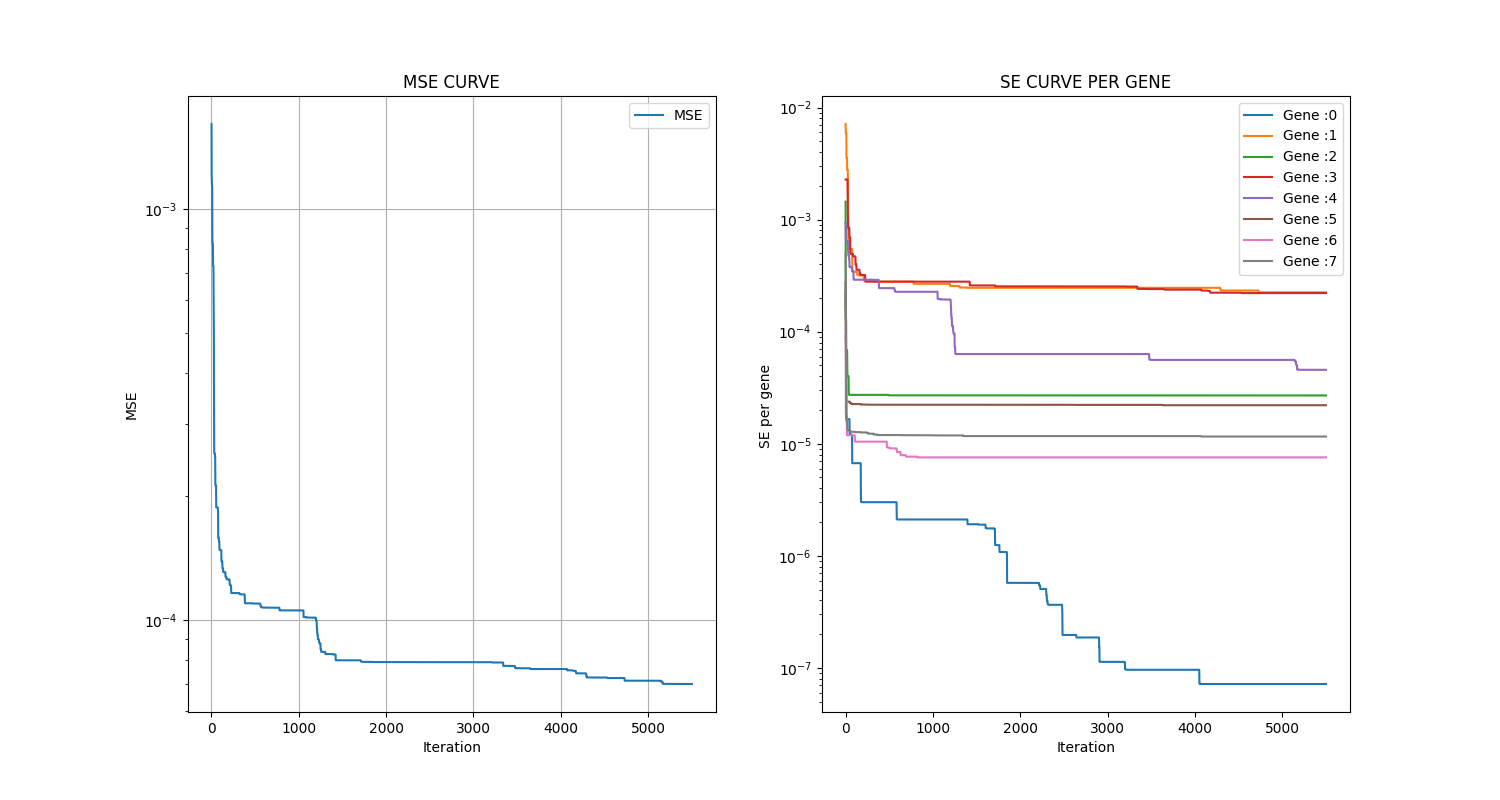 MSE CURVE
MSE
10⁻³
10⁻⁴
MSE
0 1000 2000 3000 4000 5000
Iteration
SE CURVE PER GENE
Gene :0
Gene :1
Gene :2
Gene :3
Gene :4
Gene :5
Gene :6
Gene :7
10⁻²
10⁻³
10⁻⁴
10⁻⁵
10⁻⁶
10⁻⁷
SE per gene
0 1000 2000 3000 4000 5000
Iteration